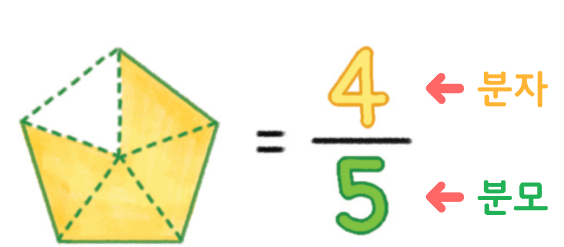 = 4/5
← 분자
← 분모